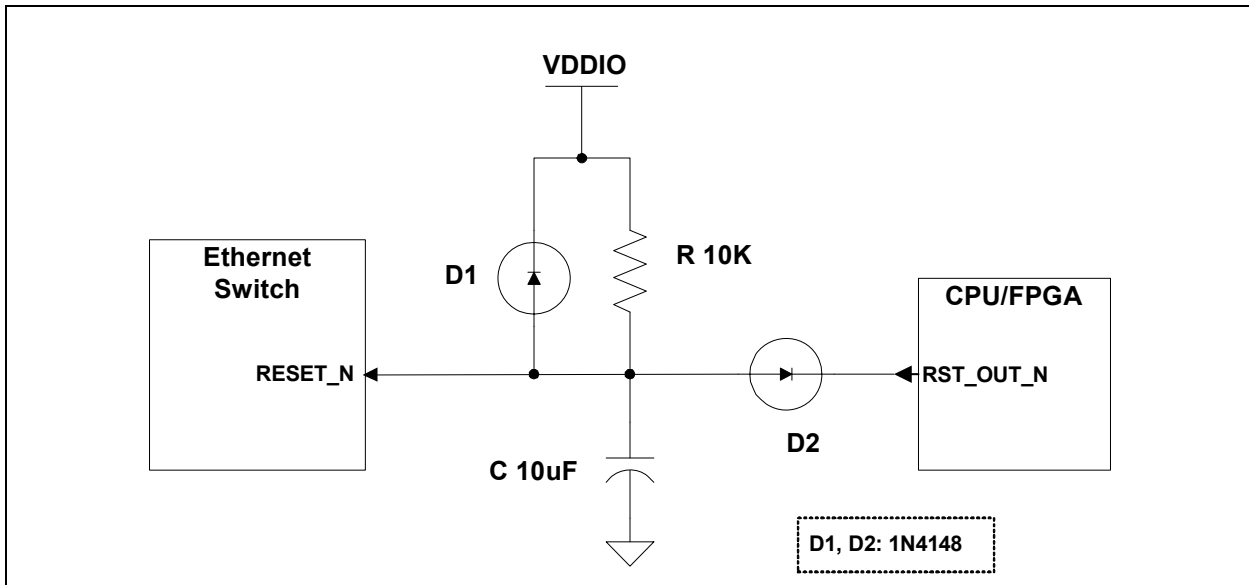 VDDIO
Ethernet
Switch
D1
R 10K
CPU/FPGA
RESET_N
RST_OUT_N
D2
C 10uF
D1, D2: 1N4148